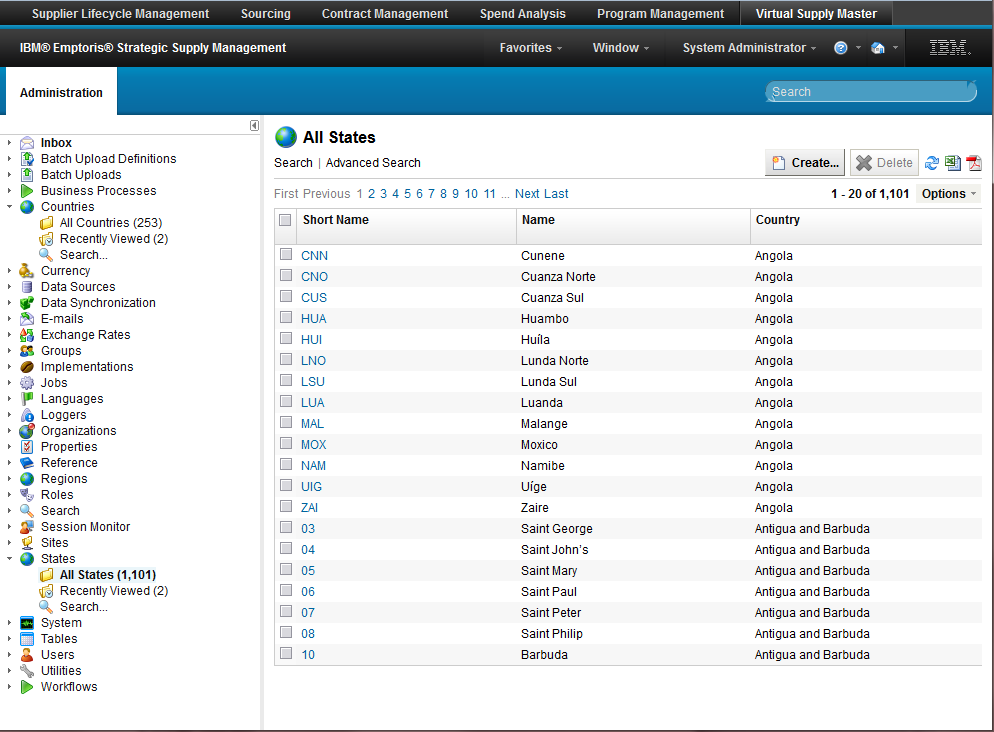 Supplier Lifecycle Management Sourcing Contract Management Spend Analysis Program Management Virtual Supply Master
IBM® Emptoris® Strategic Supply Management Favorites Window System Administrator ? IBM.
Administration Search
Inbox
Batch Upload Definitions
Batch Uploads
Business Processes
Countries
All Countries (253)
Recently Viewed (2)
Search...
Currency
Data Sources
Data Synchronization
E-mails
Exchange Rates
Groups
Implementations
Jobs
Languages
Loggers
Organizations
Properties
Reference
Regions
Roles
Search
Session Monitor
Sites
States
All States (1,101)
Recently Viewed (2)
Search...
System
Tables
Users
Utilities
Workflows
All States
Search | Advanced Search Create... Delete
First Previous 1 2 3 4 5 6 7 8 9 10 11 ... Next Last 1 - 20 of 1,101 Options
Short Name Name Country
CNN Cunene Angola
CNO Cuanza Norte Angola
CUS Cuanza Sul Angola
HUA Huambo Angola
HUI Huíla Angola
LNO Lunda Norte Angola
LSU Lunda Sul Angola
LUA Luanda Angola
MAL Malange Angola
MOX Moxico Angola
NAM Namibe Angola
UIG Uíge Angola
ZAI Zaire Angola
03 Saint George Antigua and Barbuda
04 Saint John's Antigua and Barbuda
05 Saint Mary Antigua and Barbuda
06 Saint Paul Antigua and Barbuda
07 Saint Peter Antigua and Barbuda
08 Saint Philip Antigua and Barbuda
10 Barbuda Antigua and Barbuda